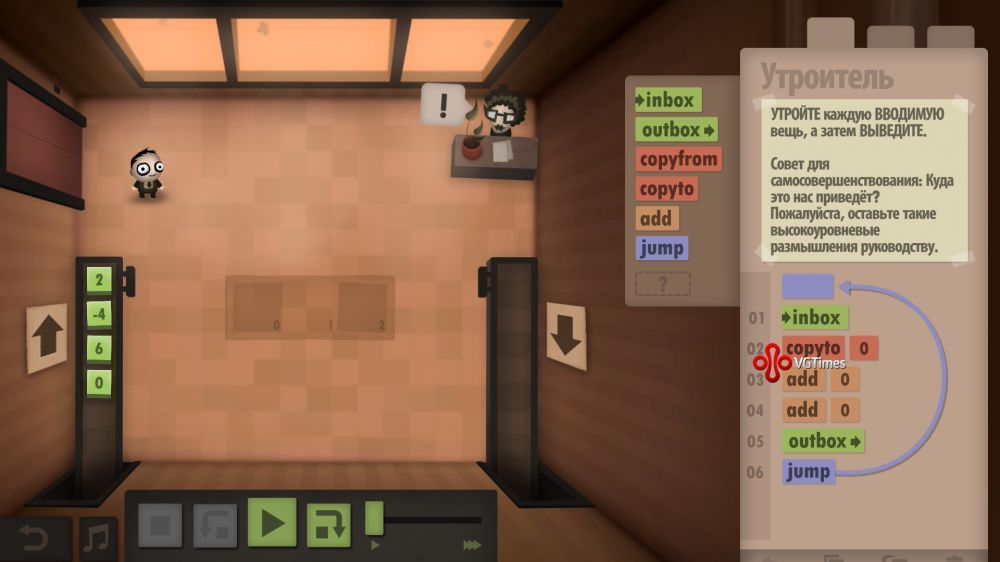 Утроитель
УТРОЙТЕ каждую ВВОДИМУЮ
вещь, а затем ВЫВЕДИТЕ.
Совет для
самосовершенствования: Куда
это нас приведёт?
Пожалуйста, оставьте такие
высокоуровневые
размышления руководству.
inbox
outbox
copyfrom
copyto
add
jump
?
!
2
-4
6
0
0
1
2
01 inbox
02 copyto 0
VGTimes
03 add 0
04 add 0
05 outbox
06 jump